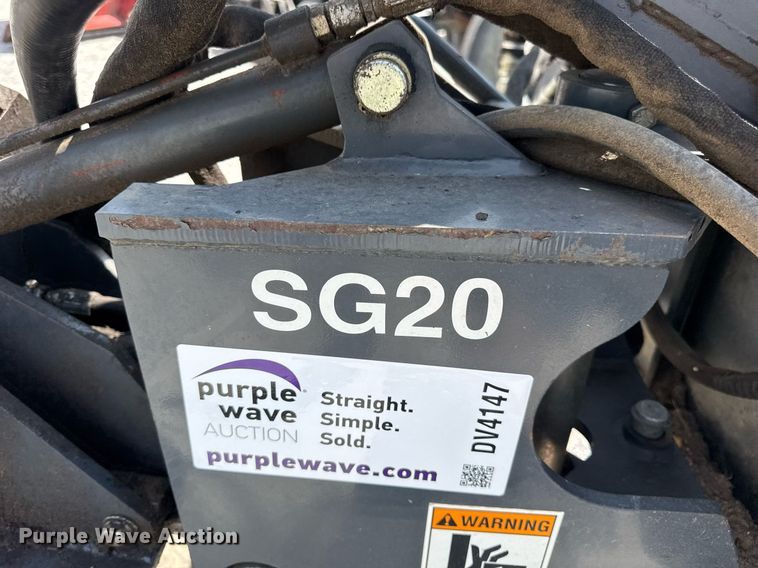 SG20
purple
wave
AUCTION
Straight.
Simple.
Sold.
DV4147
purplewave.com
WARNING
Purple Wave Auction